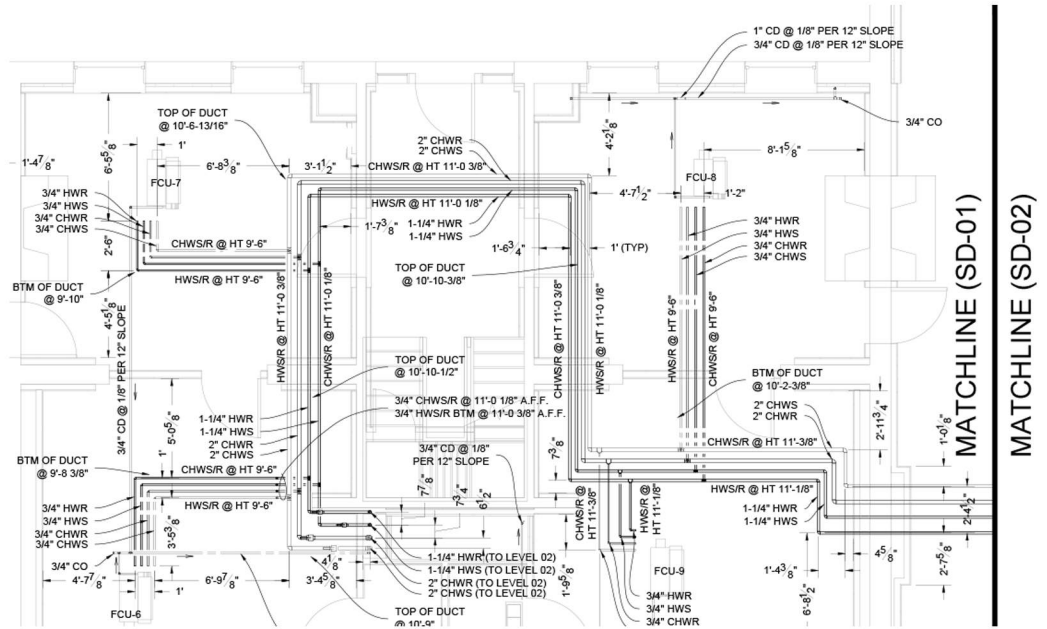 1" CD @ 1/8" PER 12" SLOPE
3/4" CD @ 1/8" PER 12" SLOPE
3/4" CO
TOP OF DUCT
@ 10'-6-13/16"
2" CHWR
2" CHWS
4'-2 1/8"
8'-1 5/8"
6'-5 5/8"
1'
1'-4 7/8"
6'-8 3/8"
3'-1 1/2"
CHWS/R @ HT 11'-0 3/8"
FCU-7
FCU-8
4'-7 1/2"
1'-2"
3/4" HWR
3/4" HWS
3/4" CHWR
3/4" CHWS
HWS/R @ HT 11'-0 1/8"
1'-7 3/8"
1-1/4" HWR
1-1/4" HWS
3/4" HWR
3/4" HWS
3/4" CHWR
3/4" CHWS
CHWS/R @ HT 9'-6"
2'-6"
1'-6 3/4"
1' (TYP)
HWS/R @ HT 9'-6"
TOP OF DUCT
@ 10'-10-3/8"
BTM OF DUCT
@ 9'-10"
4'-5 1/8"
3/4" CD @ 1/8" PER 12" SLOPE
HWS/R @ HT 11'-0 3/8"
CHWS/R @ HT 11'-0 1/8"
CHWS/R @ HT 11'-0 3/8"
HWS/R @ HT 11'-0 1/8"
HWS/R @ HT 9'-6"
CHWS/R @ HT 9'-6"
MATCHLINE (SD-01)
MATCHLINE (SD-02)
TOP OF DUCT
@ 10'-10-1/2"
BTM OF DUCT
@ 10'-2-3/8"
3/4" CHWS/R @ 11'-0 1/8" A.F.F.
3/4" HWS/R BTM @ 11'-0 3/8" A.F.F.
2" CHWS
2" CHWR
2'-11 3/4"
1'-0 1/8"
5'-0 5/8"
1'
1-1/4" HWR
1-1/4" HWS
2" CHWR
2" CHWS
CHWS/R @ HT 11'-3/8"
3/4" CD @ 1/8"
PER 12" SLOPE
BTM OF DUCT
@ 9'-8 3/8"
CHWS/R @ HT 9'-6"
HWS/R @ HT 9'-6"
7 7/8"
7 3/4"
6 1/2"
7 3/8"
HWS/R @ HT 11'-1/8"
1-1/4" HWR
1-1/4" HWS
2'-4 1/2"
CHWS/R @
HT 11'-3/8"
HWS/R @
HT 11'-1/8"
3/4" HWR
3/4" HWS
3/4" CHWR
3/4" CHWS
3'-5 3/8"
3/4" CO
4'-7 7/8"
6'-9 7/8"
1'
4 1/8"
3'-4 5/8"
1-1/4" HWR (TO LEVEL 02)
1-1/4" HWS (TO LEVEL 02)
2" CHWR (TO LEVEL 02)
2" CHWS (TO LEVEL 02)
1'-9 5/8"
FCU-9
1'-4 3/8"
4 5/8"
2'-7 5/8"
6'-8 1/2"
FCU-6
TOP OF DUCT
@ 10'-9"
3/4" HWR
3/4" HWS
3/4" CHWR